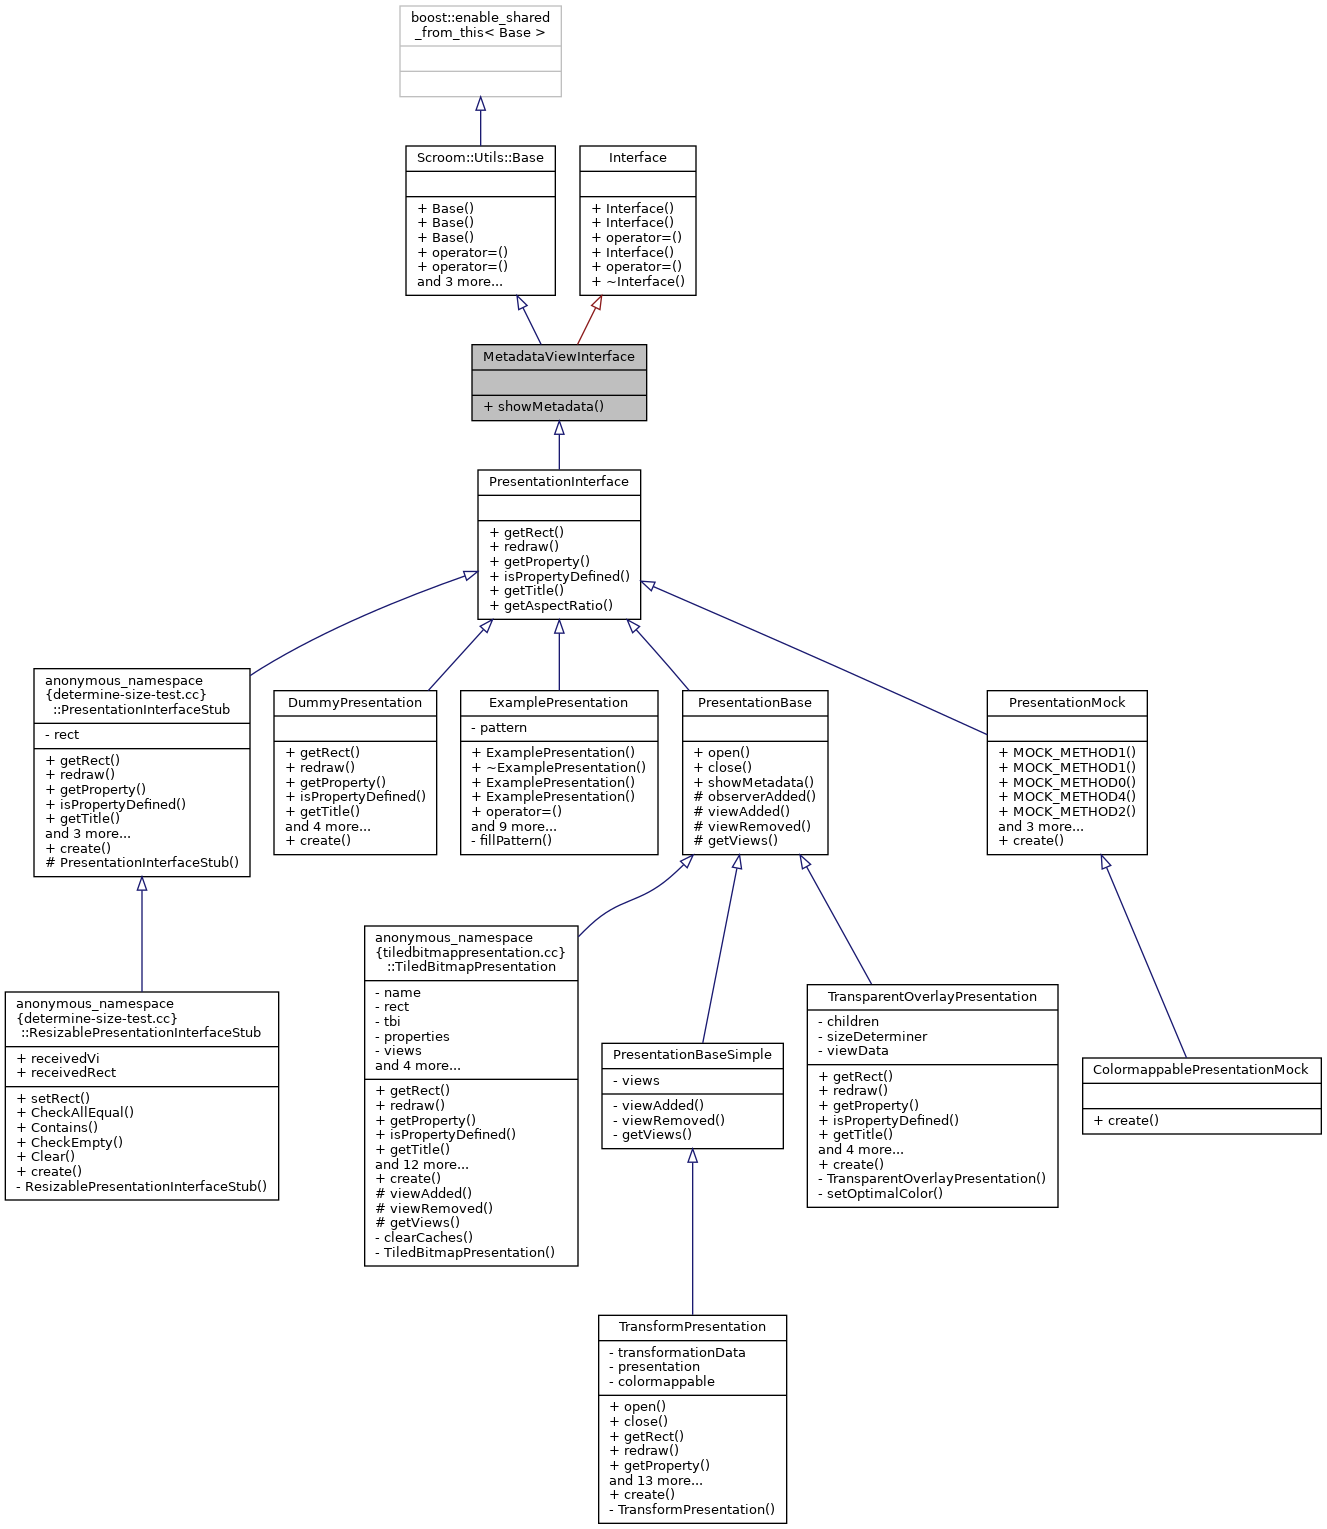 boost::enable_shared
_from_this< Base >
Scroom::Utils::Base
+ Base()
+ Base()
+ Base()
+ operator=()
+ operator=()
and 3 more...
Interface
+ Interface()
+ Interface()
+ operator=()
+ Interface()
+ operator=()
+ ~Interface()
MetadataViewInterface
+ showMetadata()
PresentationInterface
+ getRect()
+ redraw()
+ getProperty()
+ isPropertyDefined()
+ getTitle()
+ getAspectRatio()
anonymous_namespace
{determine-size-test.cc}
::PresentationInterfaceStub
- rect
+ getRect()
+ redraw()
+ getProperty()
+ isPropertyDefined()
+ getTitle()
and 3 more...
+ create()
# PresentationInterfaceStub()
DummyPresentation
+ getRect()
+ redraw()
+ getProperty()
+ isPropertyDefined()
+ getTitle()
and 4 more...
+ create()
ExamplePresentation
- pattern
+ ExamplePresentation()
+ ~ExamplePresentation()
+ ExamplePresentation()
+ ExamplePresentation()
+ operator=()
and 9 more...
- fillPattern()
PresentationBase
+ open()
+ close()
+ showMetadata()
# observerAdded()
# viewAdded()
# viewRemoved()
# getViews()
PresentationMock
+ MOCK_METHOD1()
+ MOCK_METHOD1()
+ MOCK_METHOD0()
+ MOCK_METHOD4()
+ MOCK_METHOD2()
and 3 more...
+ create()
anonymous_namespace
{determine-size-test.cc}
::ResizablePresentationInterfaceStub
+ receivedVi
+ receivedRect
+ setRect()
+ CheckAllEqual()
+ Contains()
+ CheckEmpty()
+ Clear()
+ create()
- ResizablePresentationInterfaceStub()
anonymous_namespace
{tiledbitmappresentation.cc}
::TiledBitmapPresentation
- name
- rect
- tbi
- properties
- views
and 4 more...
+ getRect()
+ redraw()
+ getProperty()
+ isPropertyDefined()
+ getTitle()
and 12 more...
+ create()
# viewAdded()
# viewRemoved()
# getViews()
- clearCaches()
- TiledBitmapPresentation()
PresentationBaseSimple
- views
- viewAdded()
- viewRemoved()
- getViews()
TransparentOverlayPresentation
- children
- sizeDeterminer
- viewData
+ getRect()
+ redraw()
+ getProperty()
+ isPropertyDefined()
+ getTitle()
and 4 more...
+ create()
- TransparentOverlayPresentation()
- setOptimalColor()
ColormappablePresentationMock
+ create()
TransformPresentation
- transformationData
- presentation
- colormappable
+ open()
+ close()
+ getRect()
+ redraw()
+ getProperty()
and 13 more...
+ create()
- TransformPresentation()